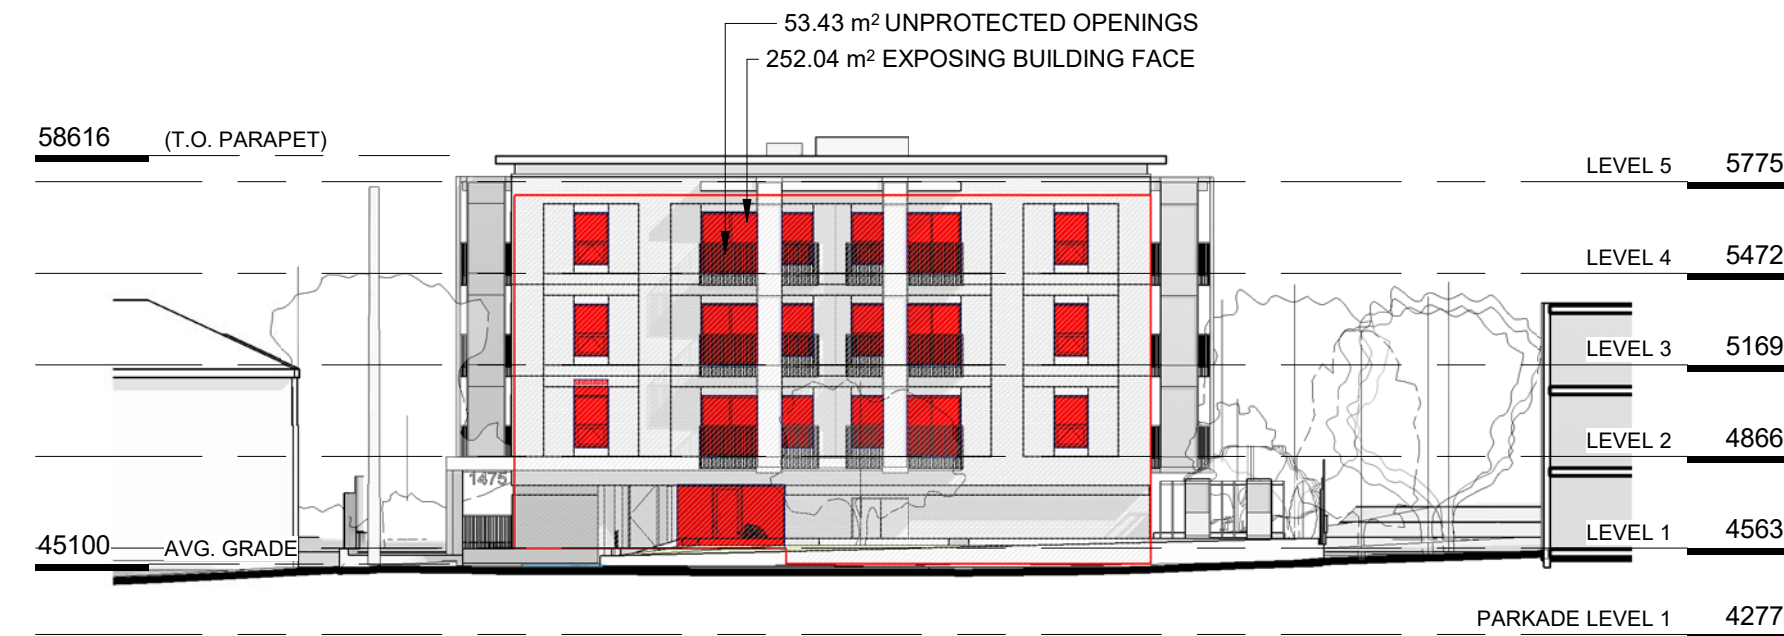 53.43 m² UNPROTECTED OPENINGS
252.04 m² EXPOSING BUILDING FACE
58616 (T.O. PARAPET)
LEVEL 5 5775
LEVEL 4 5472
LEVEL 3 5169
LEVEL 2 4866
1475
45100 AVG. GRADE
LEVEL 1 4563
PARKADE LEVEL 1 4277